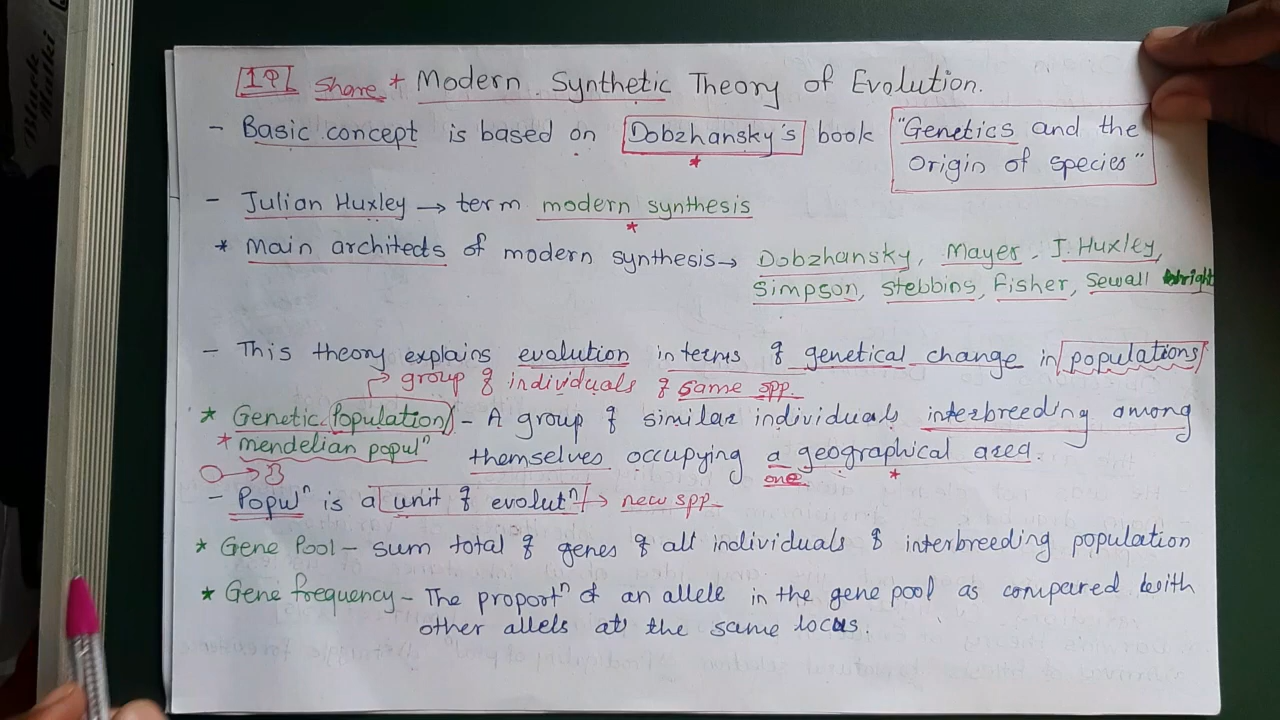 1Q Share * Modern Synthetic Theory of Evolution.
- Basic concept is based on Dobzhansky's book "Genetics and the
Origin of species"
- Julian Huxley → term modern synthesis
* Main architects of modern synthesis → Dobzhansky, Mayer, J. Huxley,
Simpson, Stebbins, Fisher, Sewall Wright
- This theory explains evolution in terms of genetical change in populations
→ group of individuals of same spp.
* Genetic Population - A group of similar individuals interbreeding among
* mendelian populⁿ themselves occupying a geographical area.
one
- Populⁿ is a unit of evolutⁿ → new spp.
* Gene Pool - sum total of genes of all individuals of interbreeding population
* Gene frequency - The proportⁿ of an allele in the gene pool as compared with
other allels at the same locus.